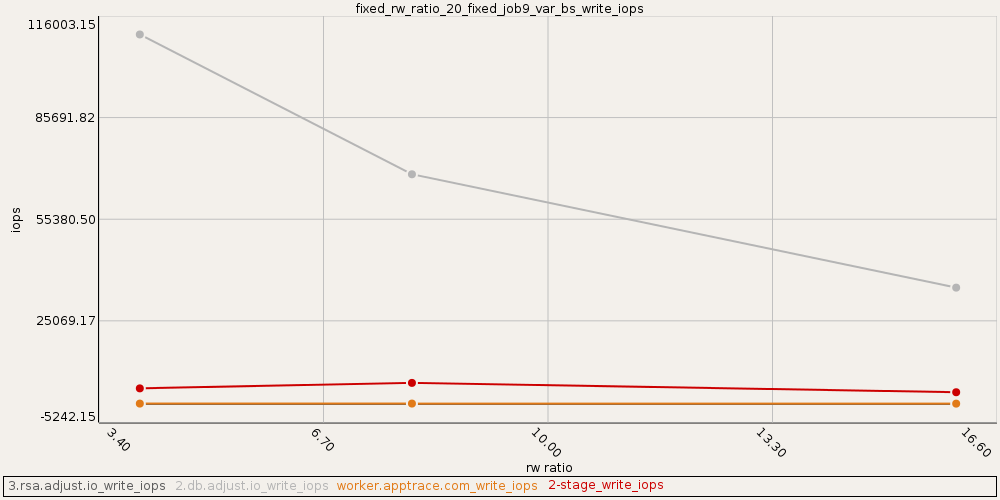 fixed_rw_ratio_20_fixed_job9_var_bs_write_iops
116003.15
85691.82
55380.50
25069.17
-5242.15
iops
3.40
6.70
10.00
13.30
16.60
rw ratio
3.rsa.adjust.io_write_iops 2.db.adjust.io_write_iops worker.apptrace.com_write_iops 2-stage_write_iops